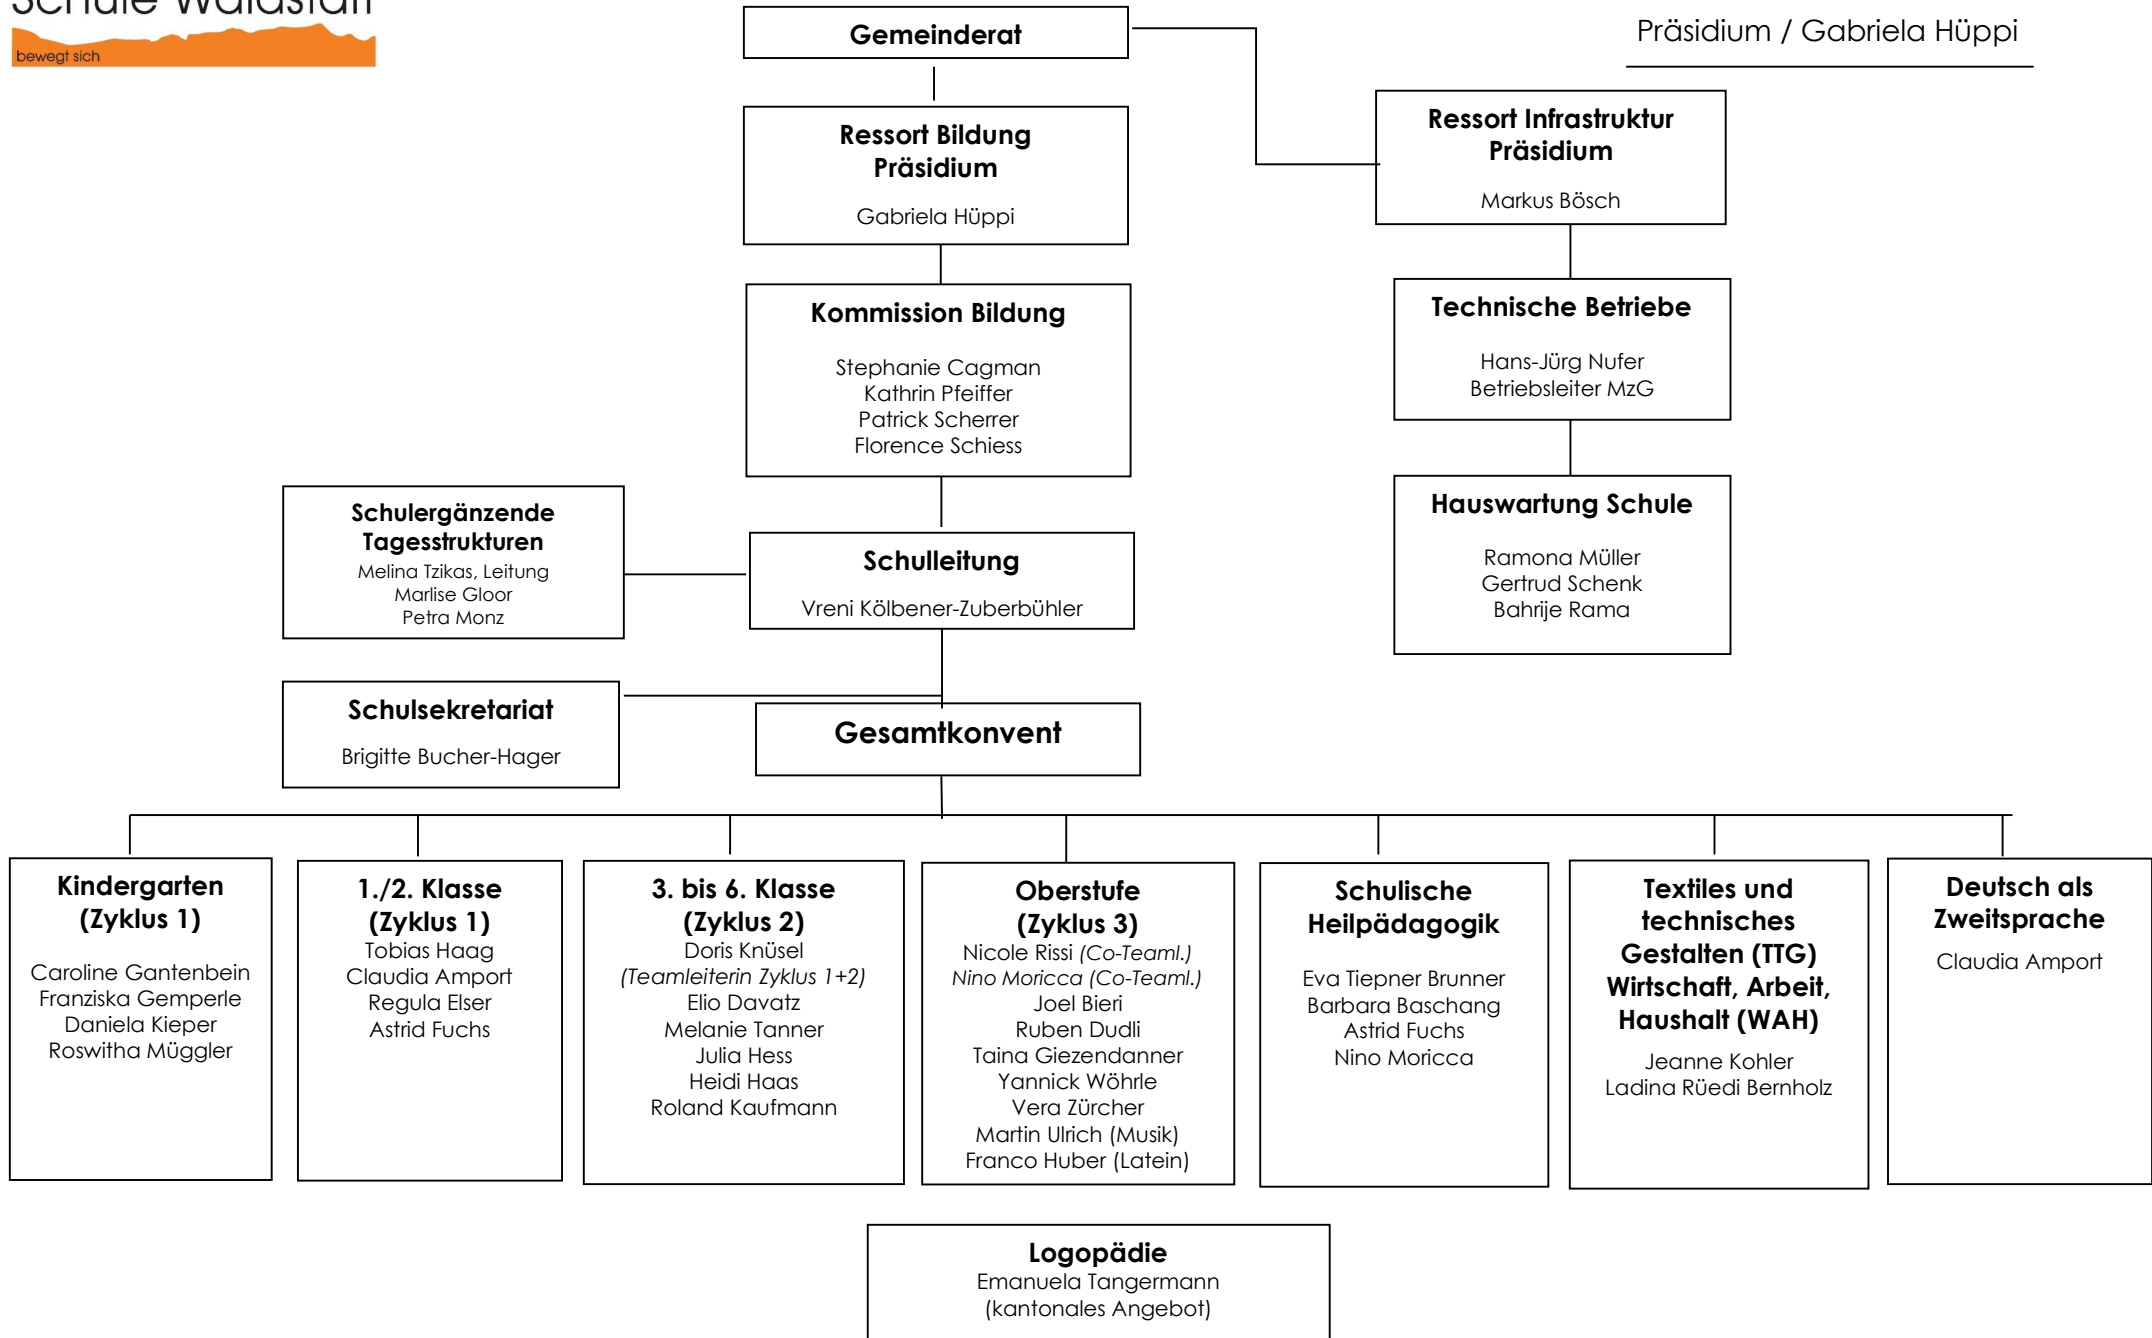 Schule Waldstatt
bewegt sich
Präsidium / Gabriela Hüppi
Gemeinderat
Ressort Bildung
Präsidium
Gabriela Hüppi
Ressort Infrastruktur
Präsidium
Markus Bösch
Kommission Bildung
Stephanie Cagman
Kathrin Pfeiffer
Patrick Scherrer
Florence Schiess
Technische Betriebe
Hans-Jürg Nufer
Betriebsleiter MzG
Schulergänzende
Tagesstrukturen
Melina Tzikas, Leitung
Marlise Gloor
Petra Monz
Schulleitung
Vreni Kölbener-Zuberbühler
Hauswartung Schule
Ramona Müller
Gertrud Schenk
Bahrije Rama
Schulsekretariat
Brigitte Bucher-Hager
Gesamtkonvent
Kindergarten
(Zyklus 1)
Caroline Gantenbein
Franziska Gemperle
Daniela Kieper
Roswitha Müggler
1./2. Klasse
(Zyklus 1)
Tobias Haag
Claudia Amport
Regula Elser
Astrid Fuchs
3. bis 6. Klasse
(Zyklus 2)
Doris Knüsel
(Teamleiterin Zyklus 1+2)
Elio Davatz
Melanie Tanner
Julia Hess
Heidi Haas
Roland Kaufmann
Oberstufe
(Zyklus 3)
Nicole Rissi (Co-Teaml.)
Nino Moricca (Co-Teaml.)
Joel Bieri
Ruben Dudli
Taina Giezendanner
Yannick Wöhrle
Vera Zürcher
Martin Ulrich (Musik)
Franco Huber (Latein)
Schulische
Heilpädagogik
Eva Tiepner Brunner
Barbara Baschang
Astrid Fuchs
Nino Moricca
Textiles und
technisches
Gestalten (TTG)
Wirtschaft, Arbeit,
Haushalt (WAH)
Jeanne Kohler
Ladina Rüedi Bernholz
Deutsch als
Zweitsprache
Claudia Amport
Logopädie
Emanuela Tangermann
(kantonales Angebot)